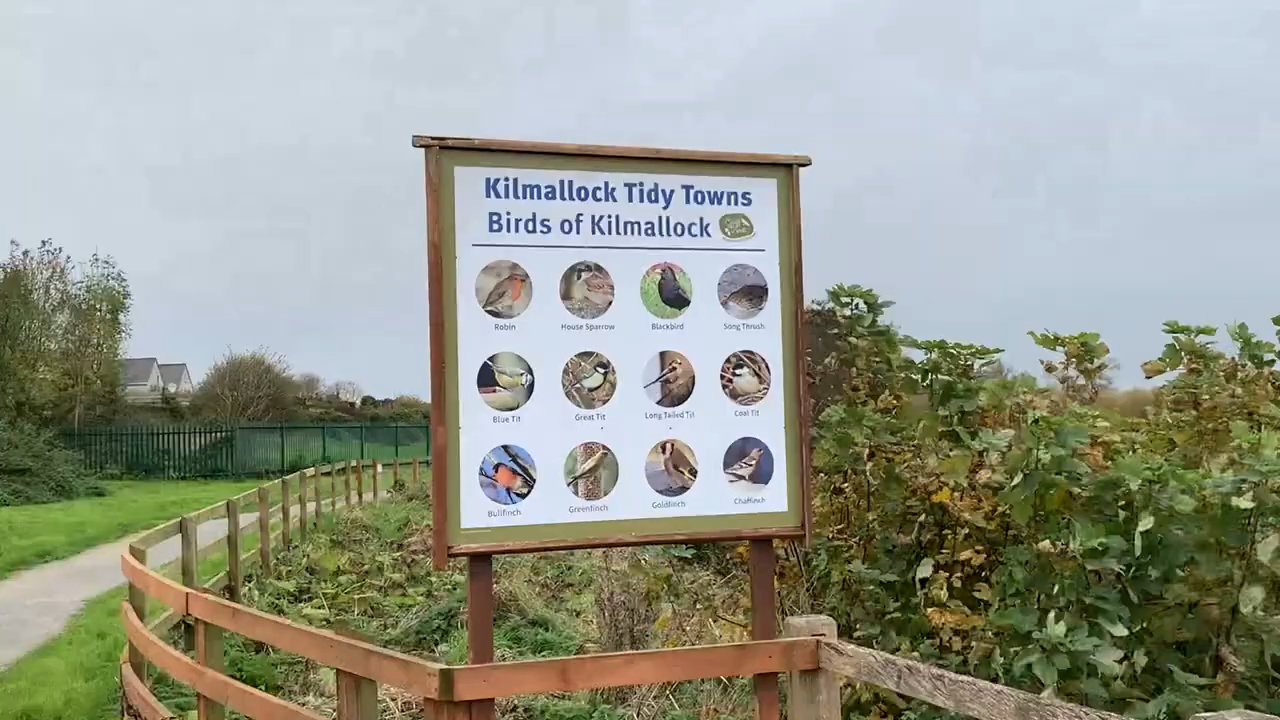 Kilmallock Tidy Towns
Birds of Kilmallock
Robin House Sparrow Blackbird Song Thrush
Blue Tit Great Tit Long Tailed Tit Coal Tit
Bullfinch Greenfinch Goldfinch Chaffinch